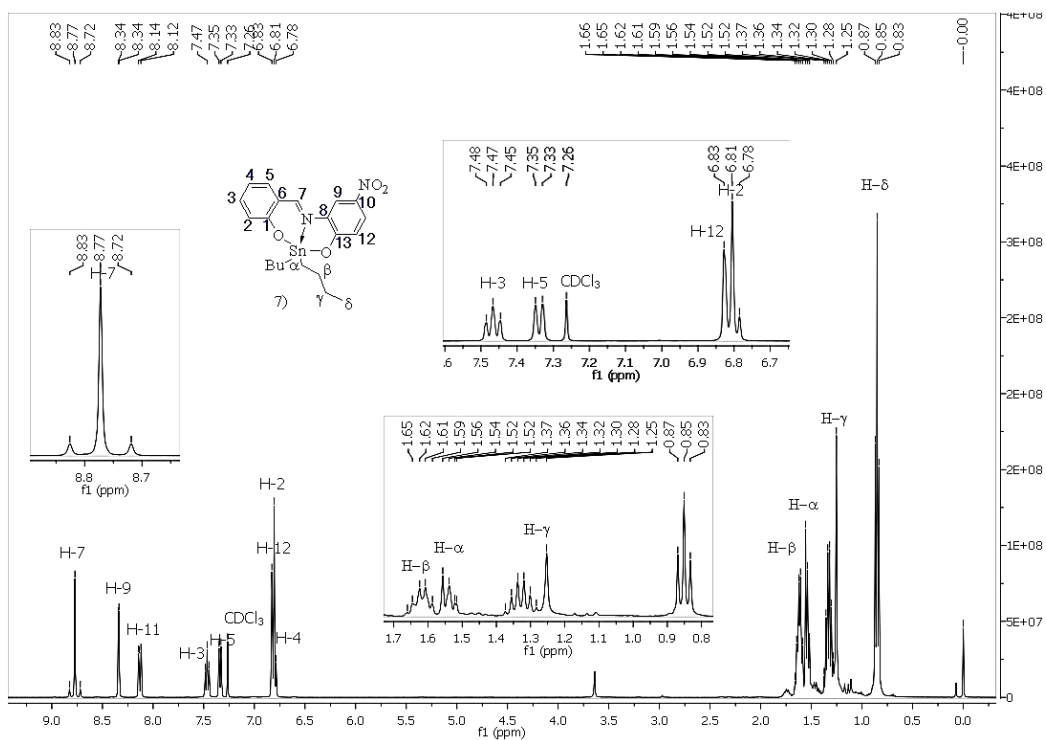 8.83
8.77
8.72
8.34
8.34
8.14
8.12
7.47
7.35
7.33
7.26
6.83
6.81
6.78
1.66
1.65
1.62
1.61
1.59
1.56
1.54
1.52
1.52
1.37
1.36
1.34
1.32
1.30
1.28
1.25
0.87
0.85
0.83
0.00
4E+08
4E+08
4E+08
3E+08
3E+08
2E+08
2E+08
2E+08
1E+08
5E+07
0
4
5
3
6
7
9
NO₂
2
1
N
8
10
O
13
12
Sn
O
Bu
α
β
γ
δ
7)
8.83
8.77
8.72
H-7
8.8 8.7
f1 (ppm)
7.48
7.47
7.45
7.35
7.33
7.26
6.83
6.81
6.78
H-2
H-12
H-3 H-5 CDCl₃
.6 7.5 7.4 7.3 7.2 7.1 7.0 6.9 6.8 6.7
f1 (ppm)
H-δ
H-γ
H-α
H-β
1.65
1.62
1.61
1.59
1.56
1.54
1.52
1.52
1.37
1.36
1.34
1.32
1.30
1.28
1.25
0.87
0.85
0.83
H-γ
H-α
H-β
1.7 1.6 1.5 1.4 1.3 1.2 1.1 1.0 0.9 0.8
f1 (ppm)
H-2
H-7
H-12
H-9
CDCl₃
H-11
H-3 H-5 H-4
9.0 8.5 8.0 7.5 7.0 6.5 6.0 5.5 5.0 4.5 4.0 3.5 3.0 2.5 2.0 1.5 1.0 0.5 0.0
f1 (ppm)